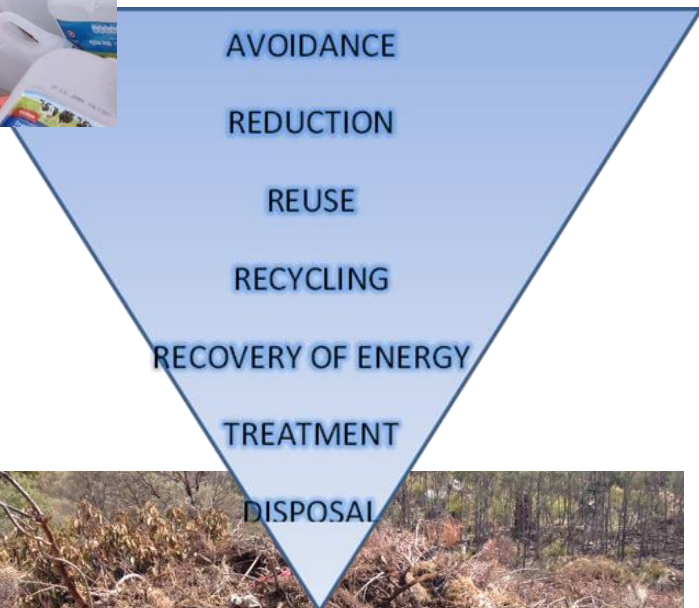 AVOIDANCE
REDUCTION
REUSE
RECYCLING
RECOVERY OF ENERGY
TREATMENT
DISPOSAL